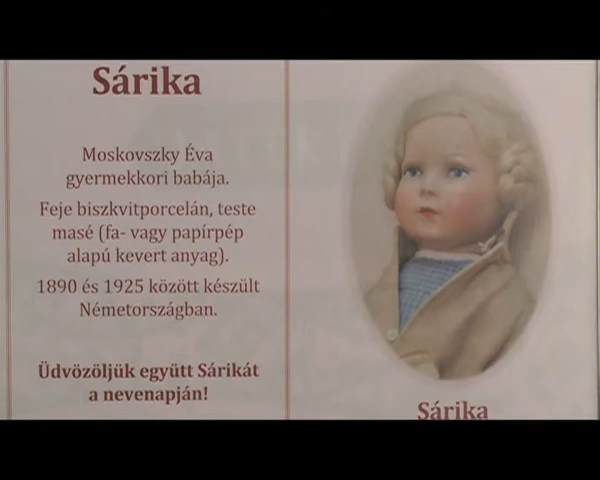 Sárika
Moskovszky Éva
gyermekkori babája.
Feje biszkvitporcelán, teste
masé (fa- vagy papírpép
alapú kevert anyag).
1890 és 1925 között készült
Németországban.
Üdvözöljük együtt Sárikát
a nevenapján!
Sárika